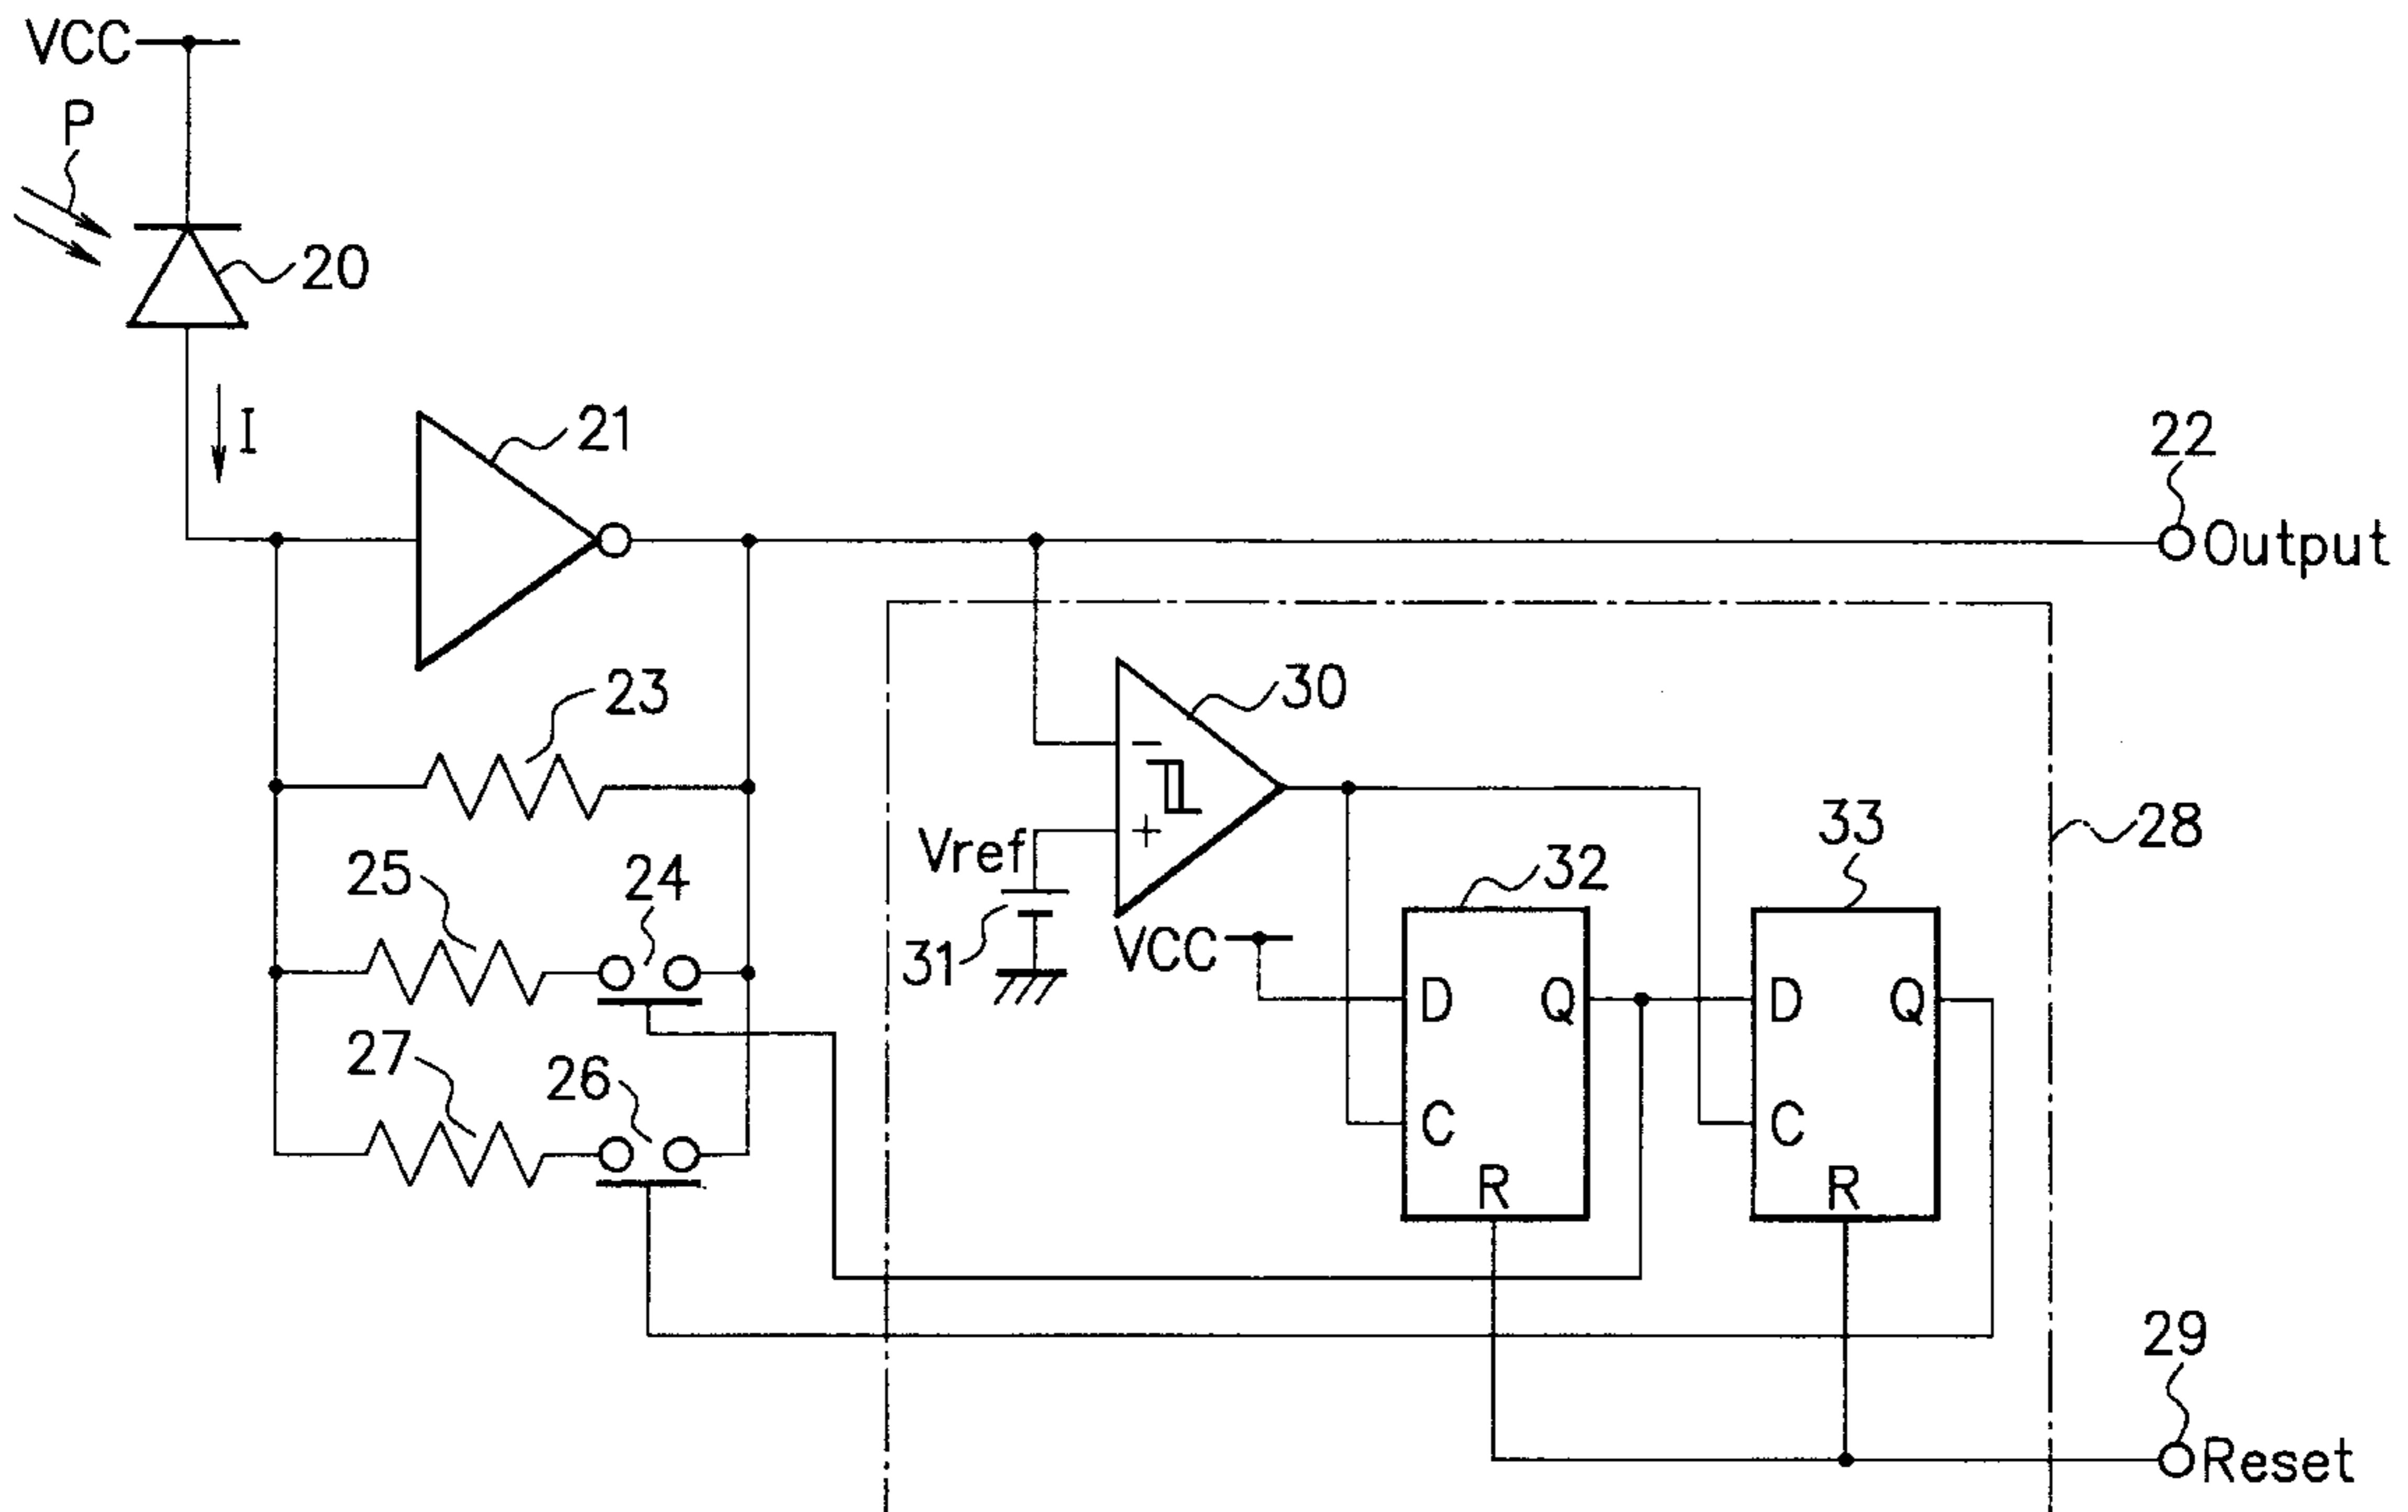 VCC
P
20
I
21
22
Output
23
30
Vref
28
33
25
24
32
31
VCC
D
Q
D
Q
27
26
C
C
R
R
29
Reset
−
+